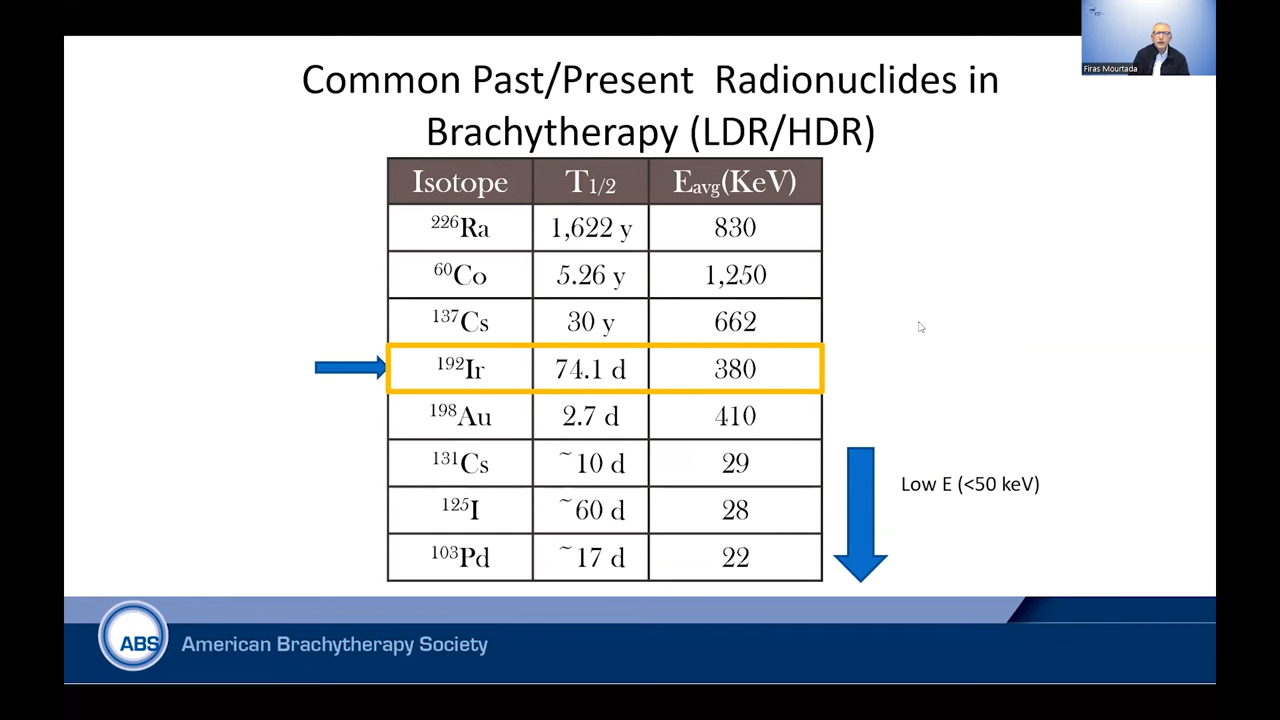 Common Past/Present Radionuclides in
Brachytherapy (LDR/HDR)
Firas Mourtada
Isotope T1/2 Eavg(KeV)
226Ra 1,622 y 830
60Co 5.26 y 1,250
137Cs 30 y 662
192Ir 74.1 d 380
198Au 2.7 d 410
131Cs ~10 d 29
125I ~60 d 28
103Pd ~17 d 22
Low E (<50 keV)
ABS American Brachytherapy Society